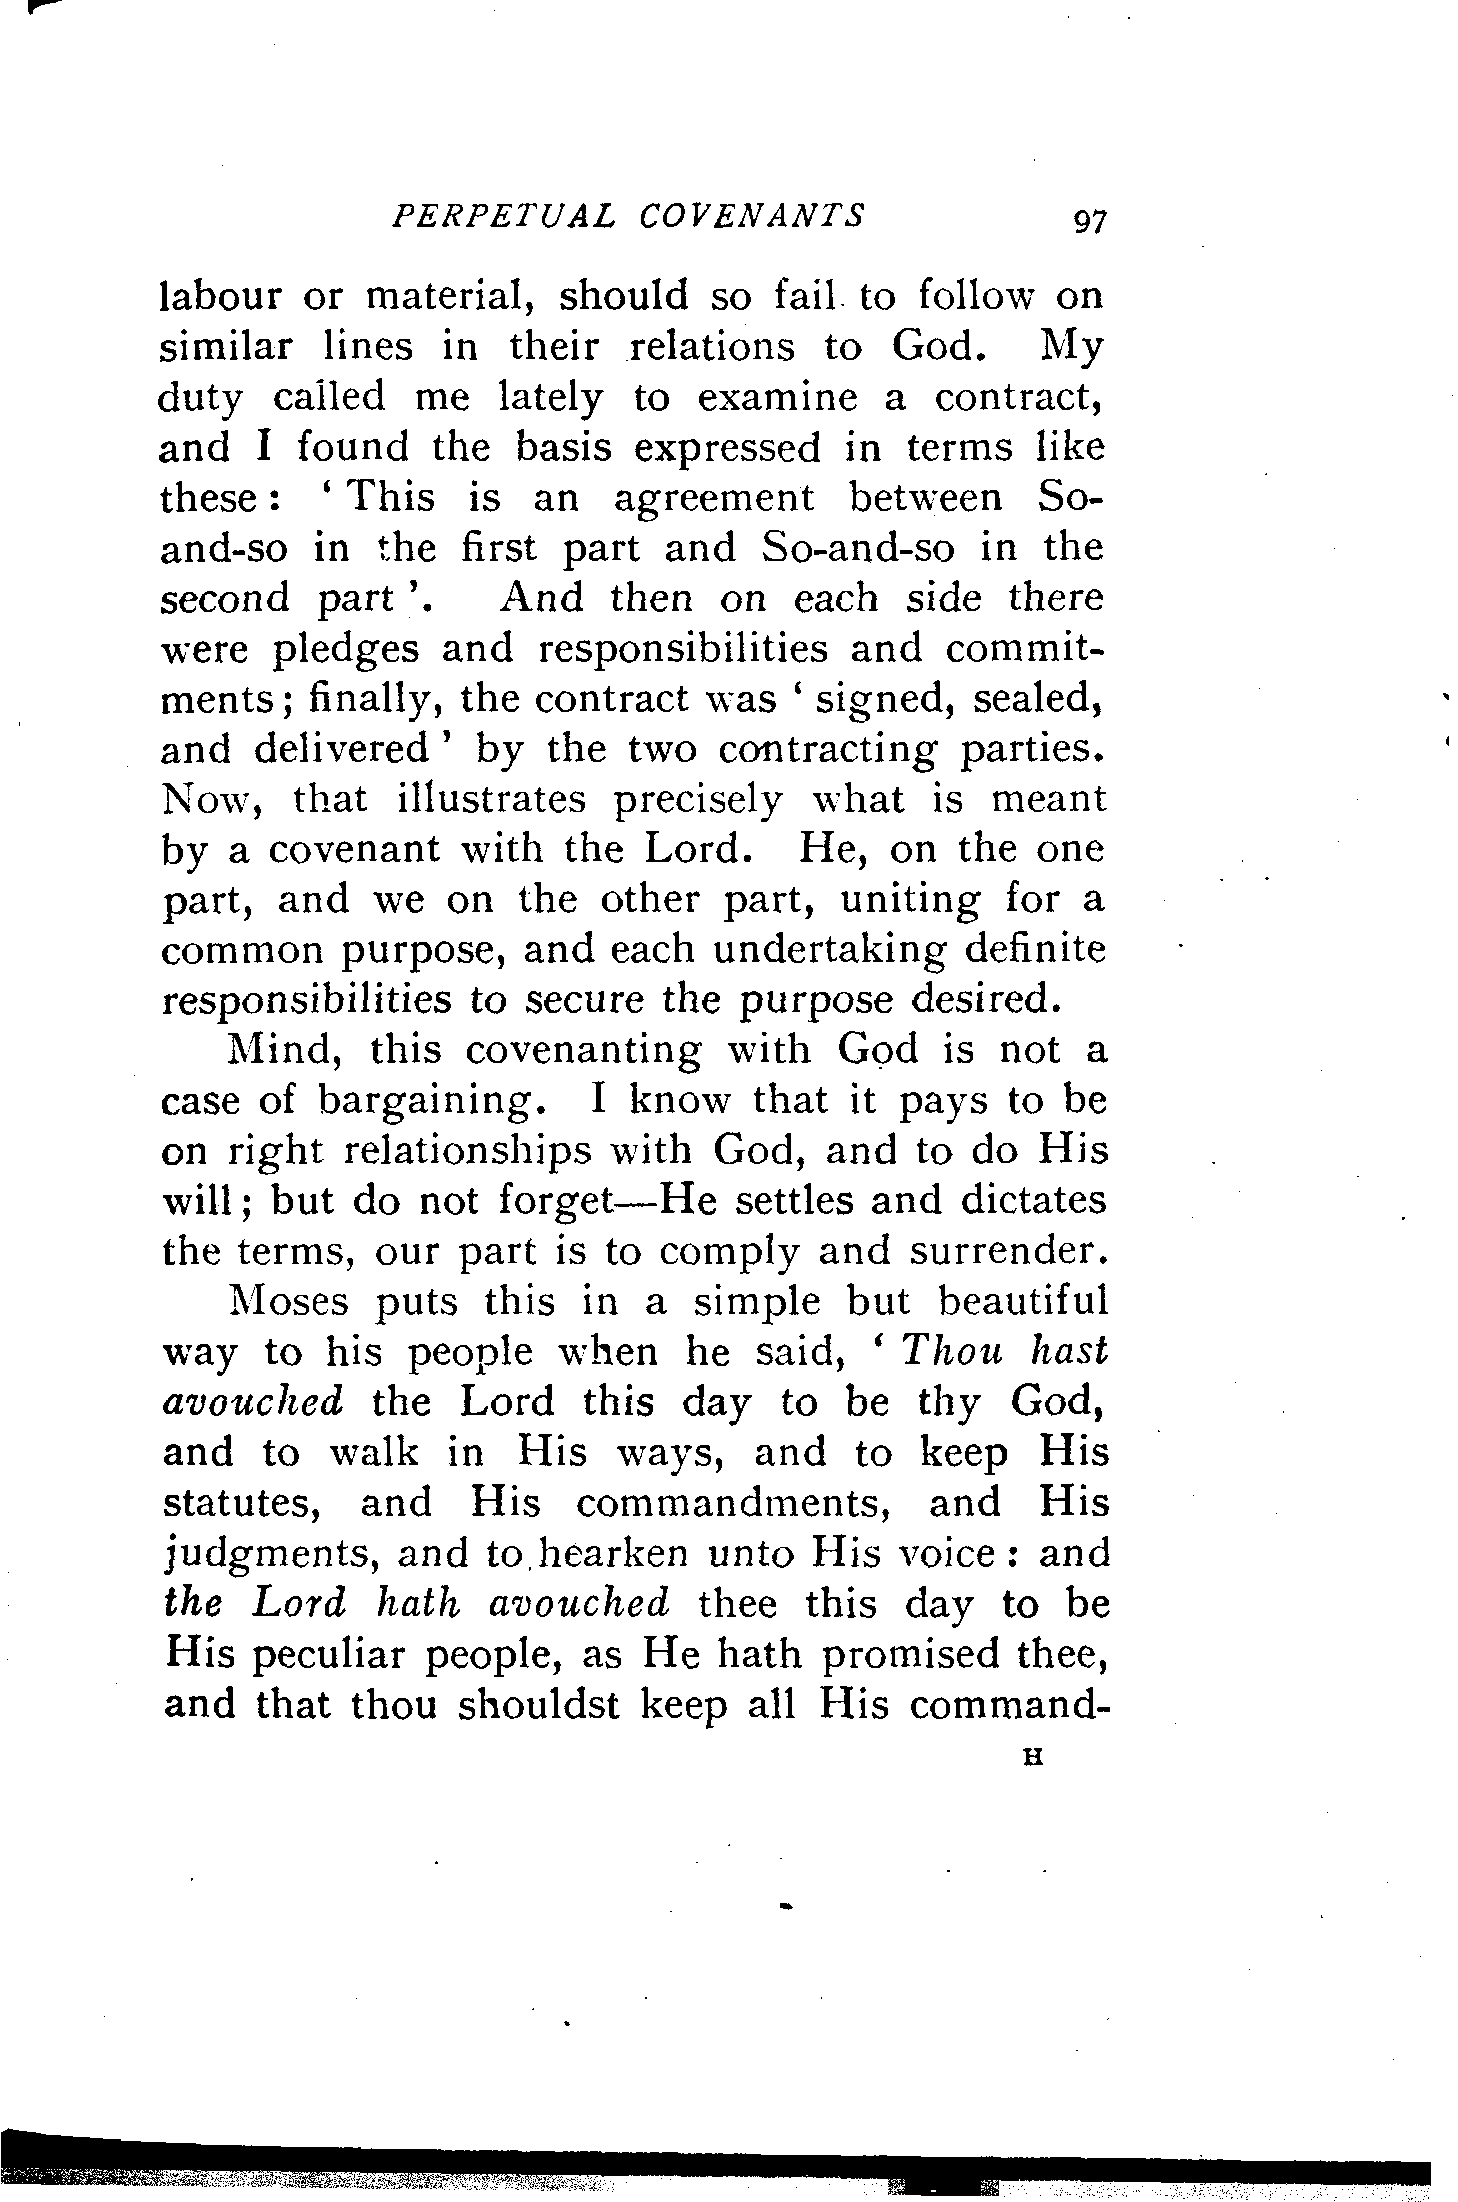 PERPETUAL COVENANTS 97
labour or material, should so fail to follow on
similar lines in their relations to God. My
duty called me lately to examine a contract,
and I found the basis expressed in terms like
these : ‘ This is an agreement between So-
and-so in the first part and So-and-so in the
second part ’. And then on each side there
were pledges and responsibilities and commit-
ments ; finally, the contract was ‘ signed, sealed,
and delivered ’ by the two contracting parties.
Now, that illustrates precisely what is meant
by a covenant with the Lord. He, on the one
part, and we on the other part, uniting for a
common purpose, and each undertaking definite
responsibilities to secure the purpose desired.
Mind, this covenanting with God is not a
case of bargaining. I know that it pays to be
on right relationships with God, and to do His
will ; but do not forget—He settles and dictates
the terms, our part is to comply and surrender.
Moses puts this in a simple but beautiful
way to his people when he said, ‘ Thou hast
avouched the Lord this day to be thy God,
and to walk in His ways, and to keep His
statutes, and His commandments, and His
judgments, and to hearken unto His voice : and
the Lord hath avouched thee this day to be
His peculiar people, as He hath promised thee,
and that thou shouldst keep all His command-
H